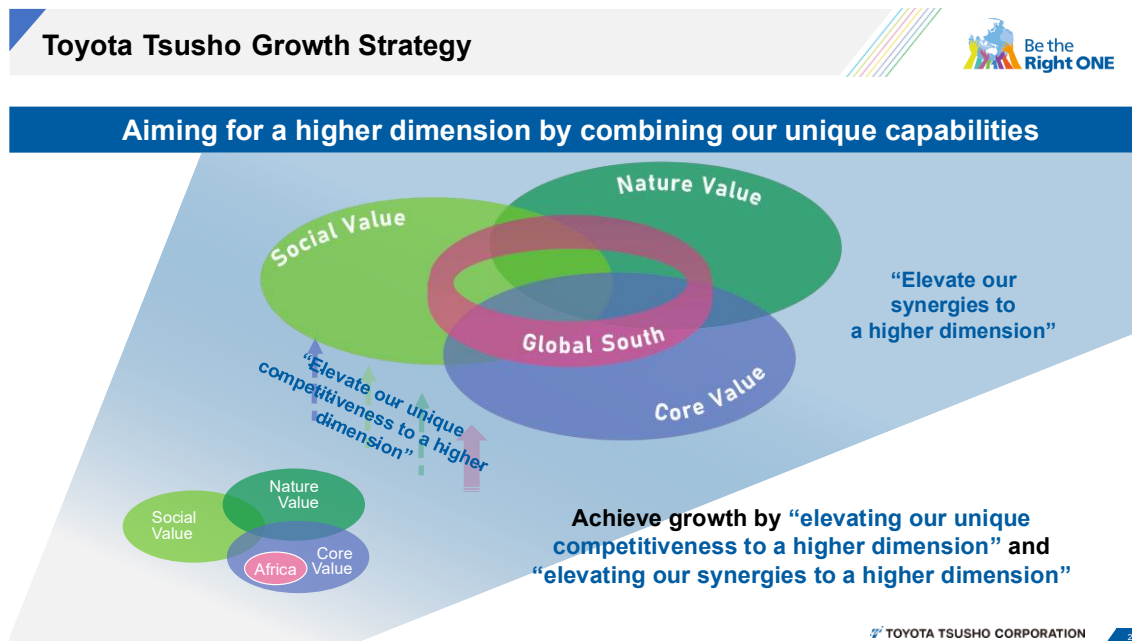 Toyota Tsusho Growth Strategy
Be the
Right ONE
Aiming for a higher dimension by combining our unique capabilities
Nature Value
Social Value
Global South
Core Value
“Elevate our
synergies to
a higher dimension”
“Elevate our unique
competitiveness to a higher
dimension”
Nature
Value
Social
Value
Core
Value
Africa
Achieve growth by “elevating our unique
competitiveness to a higher dimension” and
“elevating our synergies to a higher dimension”
TOYOTA TSUSHO CORPORATION